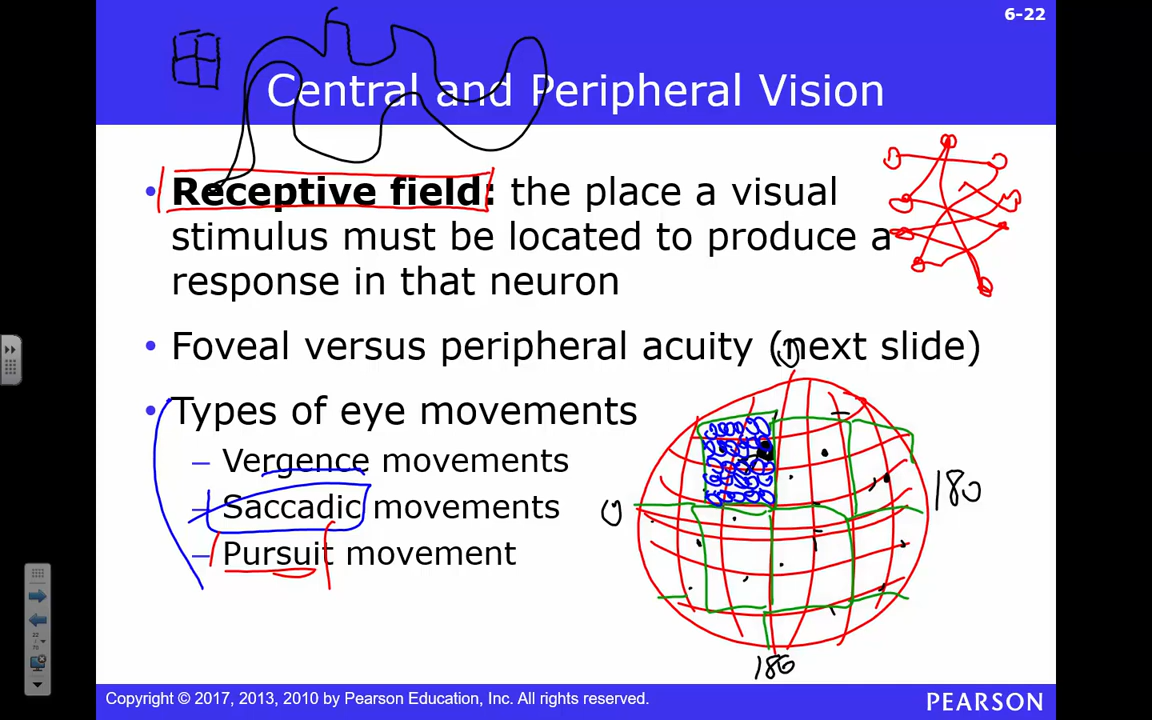 6-22
Central and Peripheral Vision
• Receptive field: the place a visual
stimulus must be located to produce a
response in that neuron
• Foveal versus peripheral acuity (next slide)
• Types of eye movements
– Vergence movements
– Saccadic movements
– Pursuit movement
0
180
180
22
Copyright © 2017, 2013, 2010 by Pearson Education, Inc. All rights reserved.
PEARSON